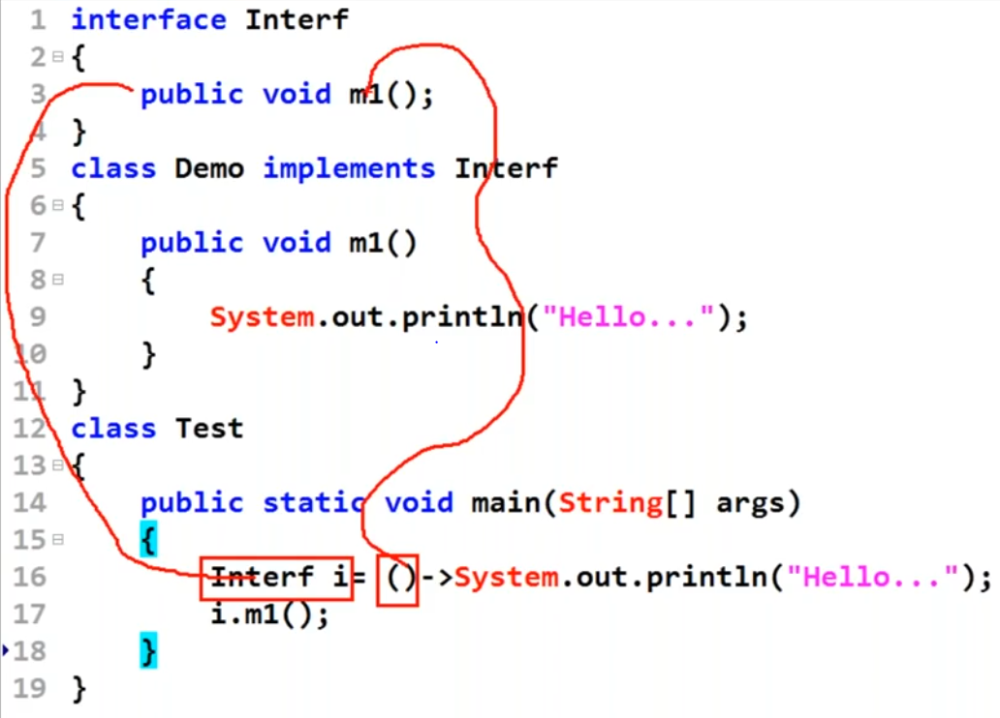 1 interface Interf
2 {
3 public void m1();
4 }
5 class Demo implements Interf
6 {
7 public void m1()
8 {
9 System.out.println("Hello...");
10 }
11 }
12 class Test
13 {
14 public static void main(String[] args)
15 {
16 Interf i= ()->System.out.println("Hello...");
17 i.m1();
18 }
19 }